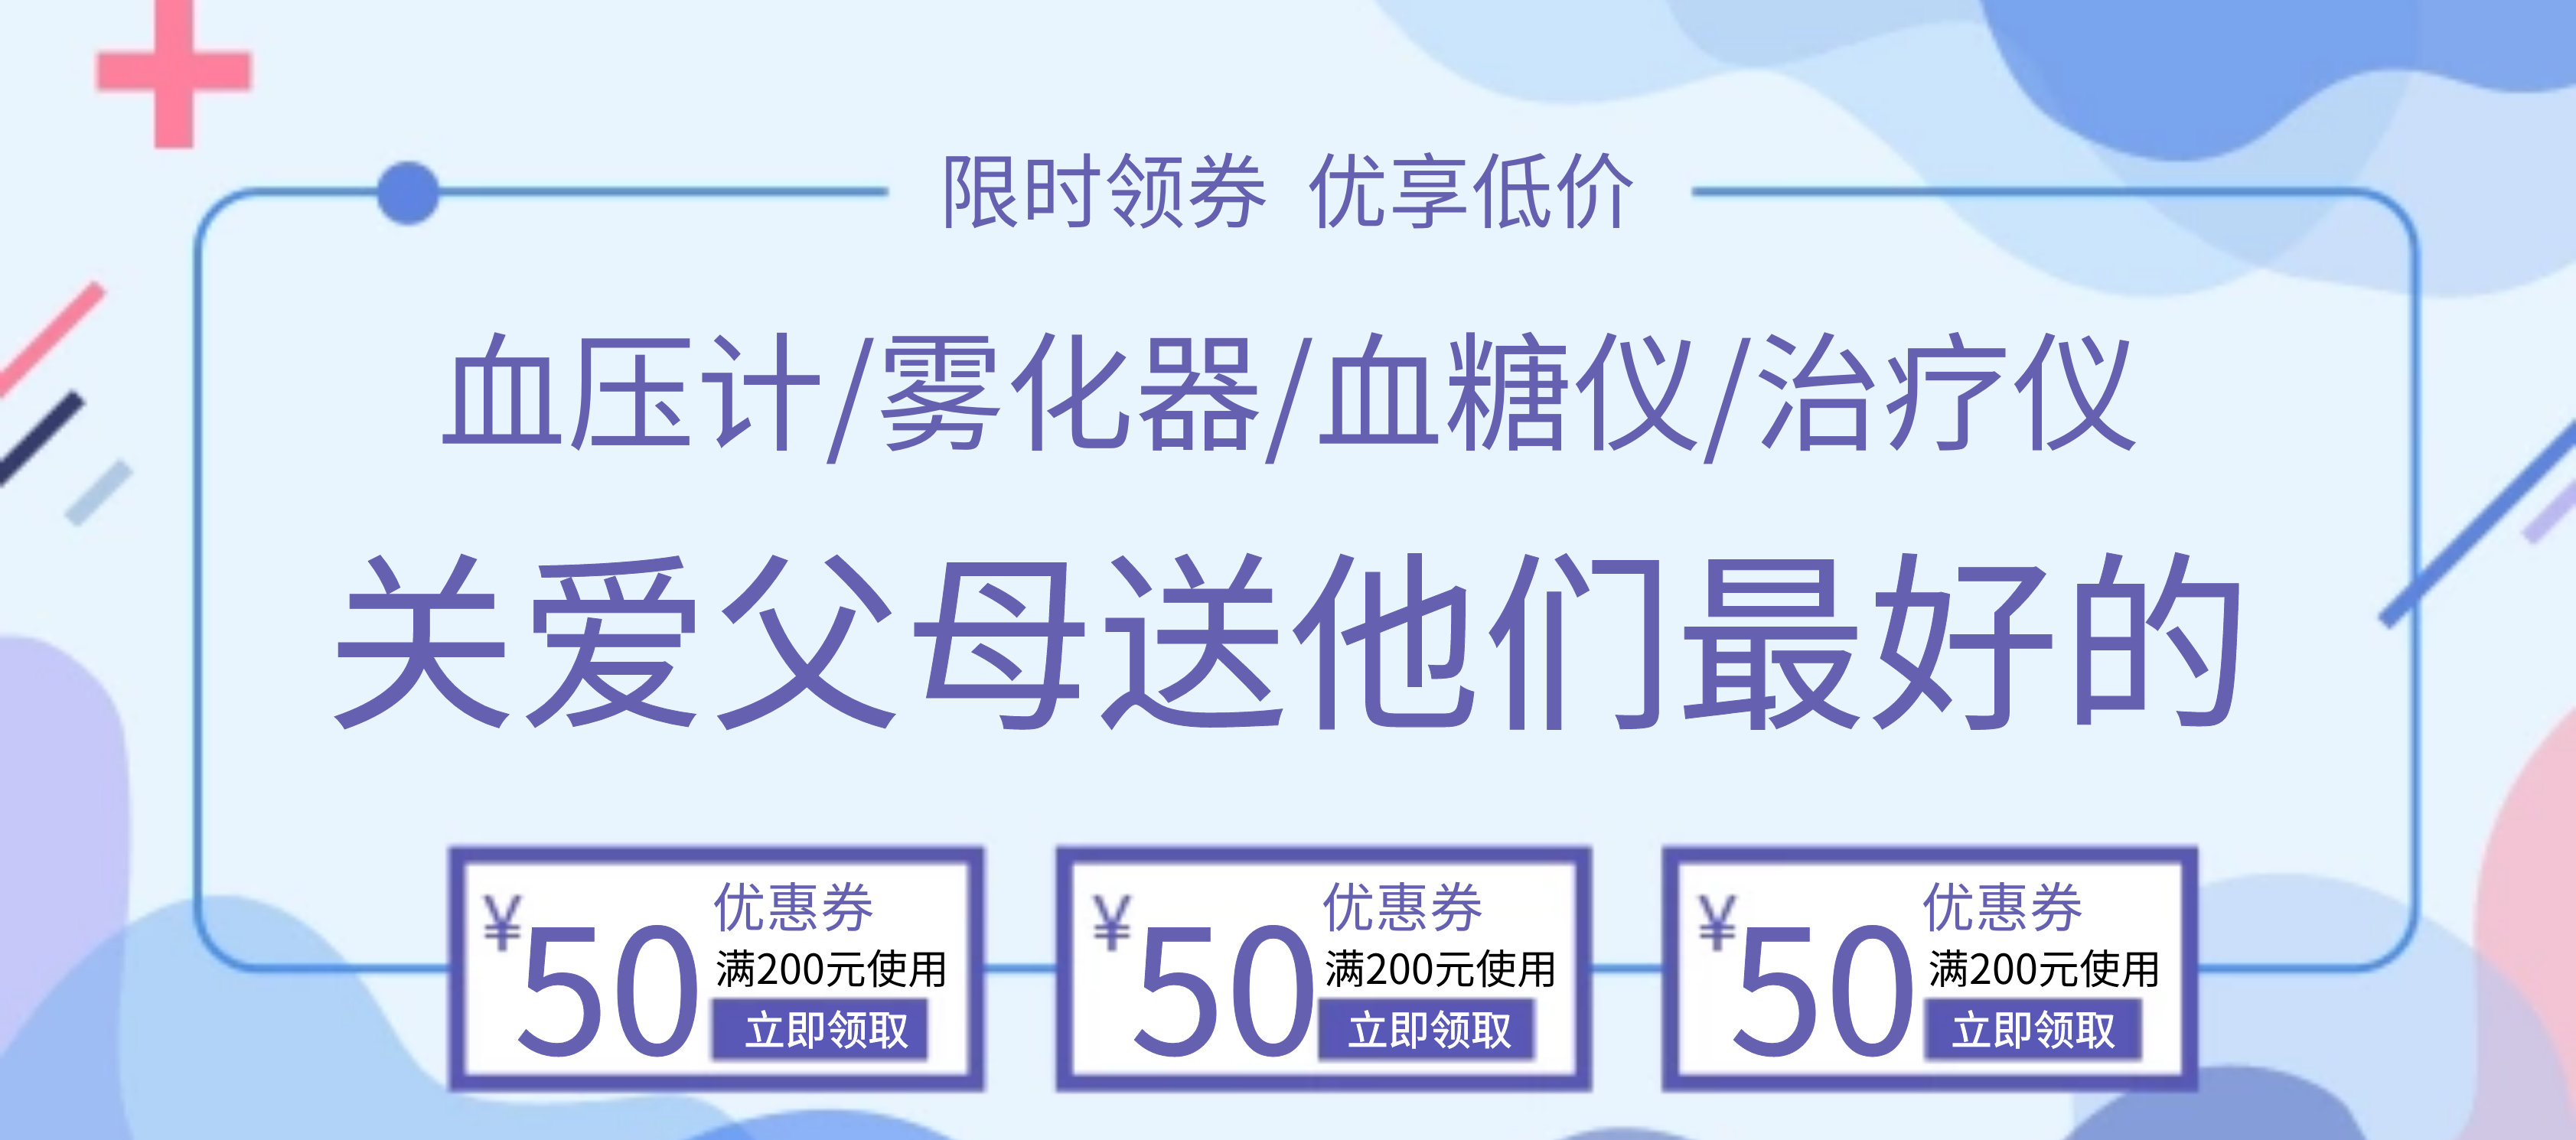 限时领券 优享低价
血压计/雾化器/血糖仪/治疗仪
关爱父母送他们最好的
¥50
优惠券
满200元使用
立即领取
¥50
优惠券
满200元使用
立即领取
¥50
优惠券
满200元使用
立即领取